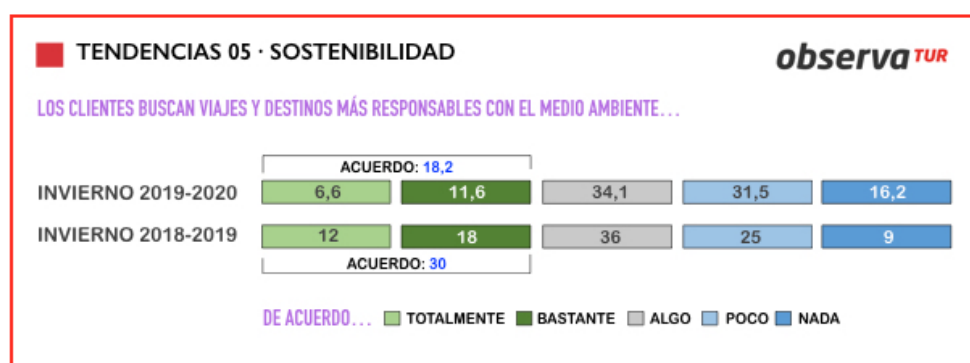 TENDENCIAS 05 · SOSTENIBILIDAD
observaTUR
LOS CLIENTES BUSCAN VIAJES Y DESTINOS MÁS RESPONSABLES CON EL MEDIO AMBIENTE...
ACUERDO: 18,2
INVIERNO 2019-2020 6,6 11,6 34,1 31,5 16,2
INVIERNO 2018-2019 12 18 36 25 9
ACUERDO: 30
DE ACUERDO... TOTALMENTE BASTANTE ALGO POCO NADA